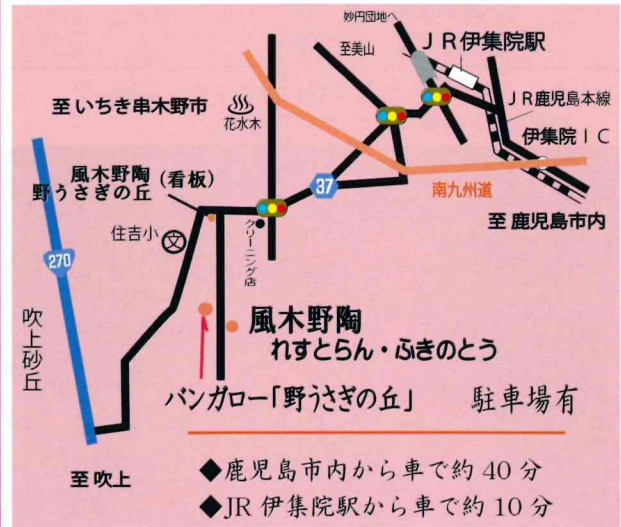 妙円団地へ
JR伊集院駅
至美山
JR鹿児島本線
至いちき串木野市
花水木
伊集院IC
風木野陶
野うさぎの丘(看板)
37
南九州道
至鹿児島市内
住吉小
文
クリーニング店
270
吹上砂丘
風木野陶
れすとらん・ふきのとう
バンガロー「野うさぎの丘」 駐車場有
至吹上
◆鹿児島市内から車で約40分
◆JR伊集院駅から車で約10分